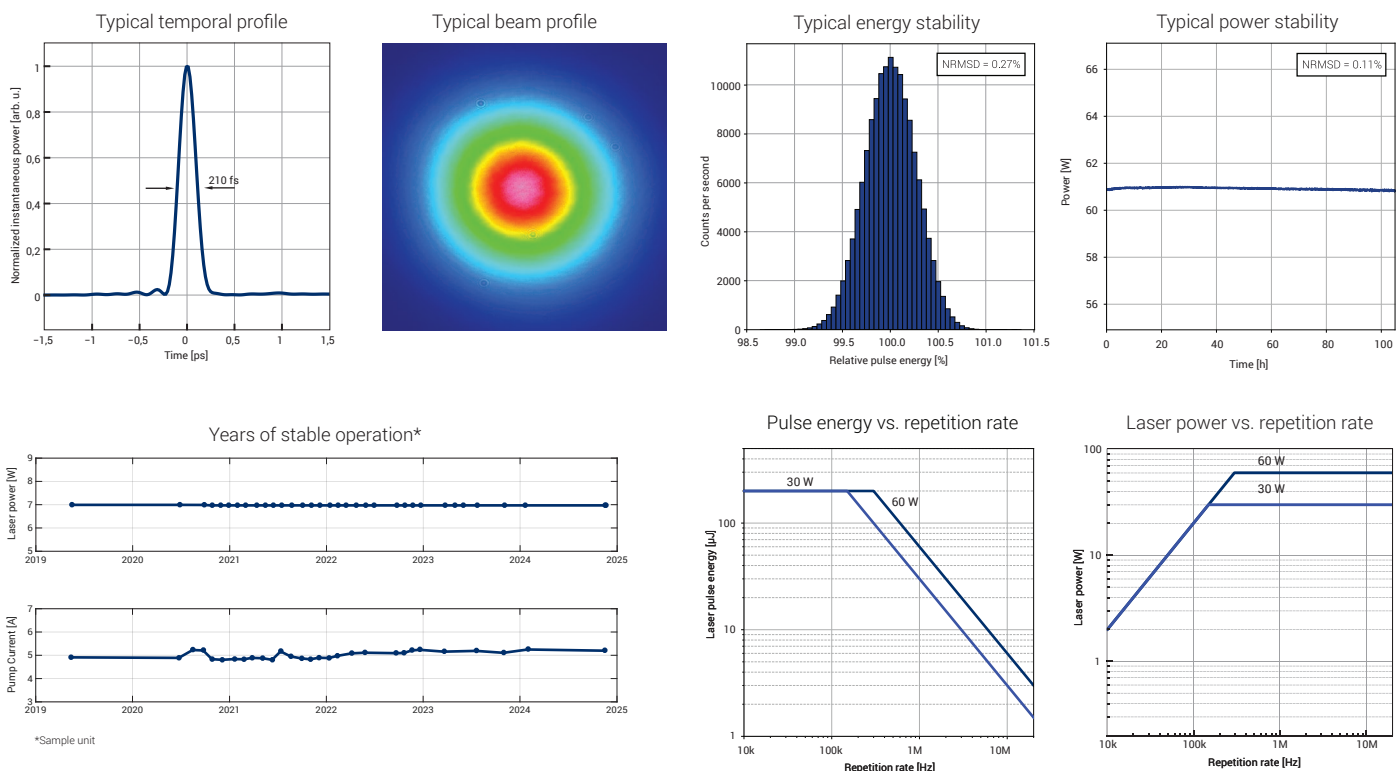 Typical temporal profile
Normalized instantaneous power [arb. u.]
1
0,8
0,6
0,4
0,2
0
210 fs
−1,5
−1
−0,5
0
0,5
1
1,5
Time [ps]
Typical beam profile
Typical energy stability
NRMSD = 0.27%
Counts per second
10000
8000
6000
4000
2000
0
98.5
99.0
99.5
100.0
100.5
101.0
101.5
Relative pulse energy [%]
Typical power stability
NRMSD = 0.11%
Power [W]
66
64
62
60
58
56
0
20
40
60
80
100
Time [h]
Years of stable operation*
Laser power [W]
9
8
7
6
5
2019
2020
2021
2022
2023
2024
2025
Pump Current [A]
7
6
5
4
3
2019
2020
2021
2022
2023
2024
2025
*Sample unit
Pulse energy vs. repetition rate
Laser pulse energy [µJ]
100
10
1
30 W
60 W
10k
100k
1M
10M
Repetition rate [Hz]
Laser power vs. repetition rate
Laser power [W]
100
10
1
60 W
30 W
10k
100k
1M
10M
Repetition rate [Hz]